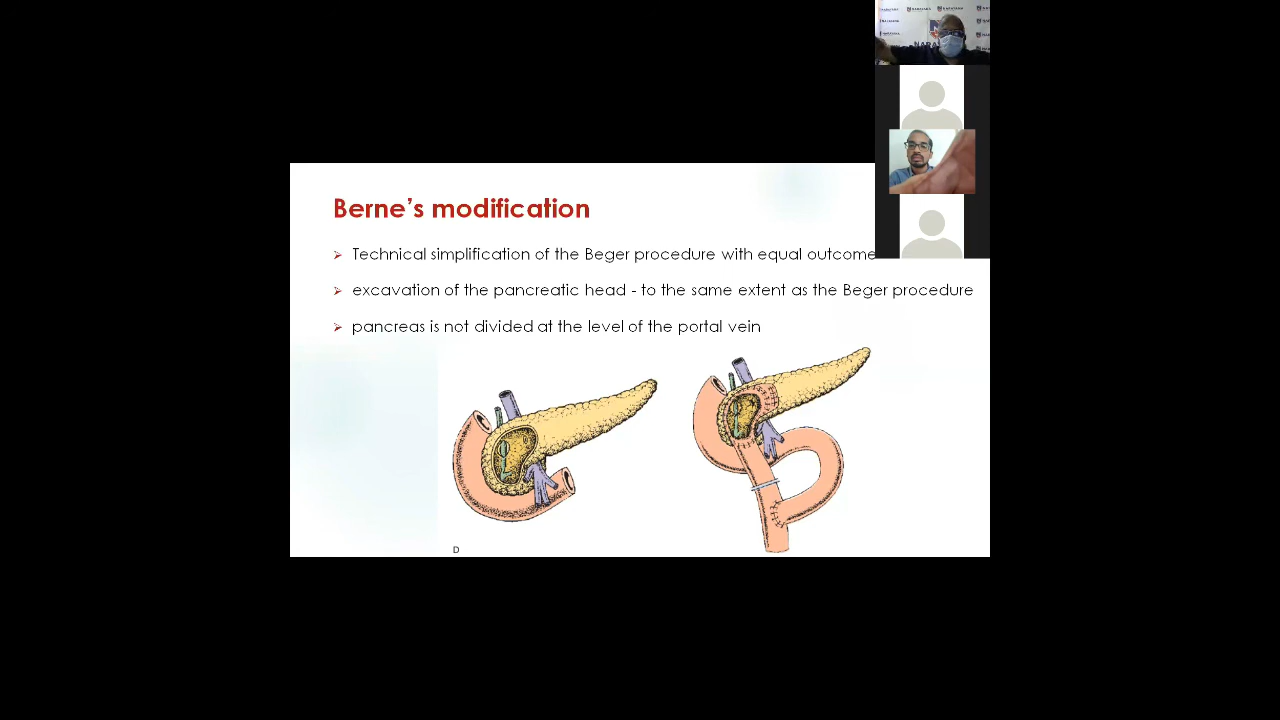 Berne's modification
Technical simplification of the Beger procedure with equal outcome
excavation of the pancreatic head - to the same extent as the Beger procedure
pancreas is not divided at the level of the portal vein
D